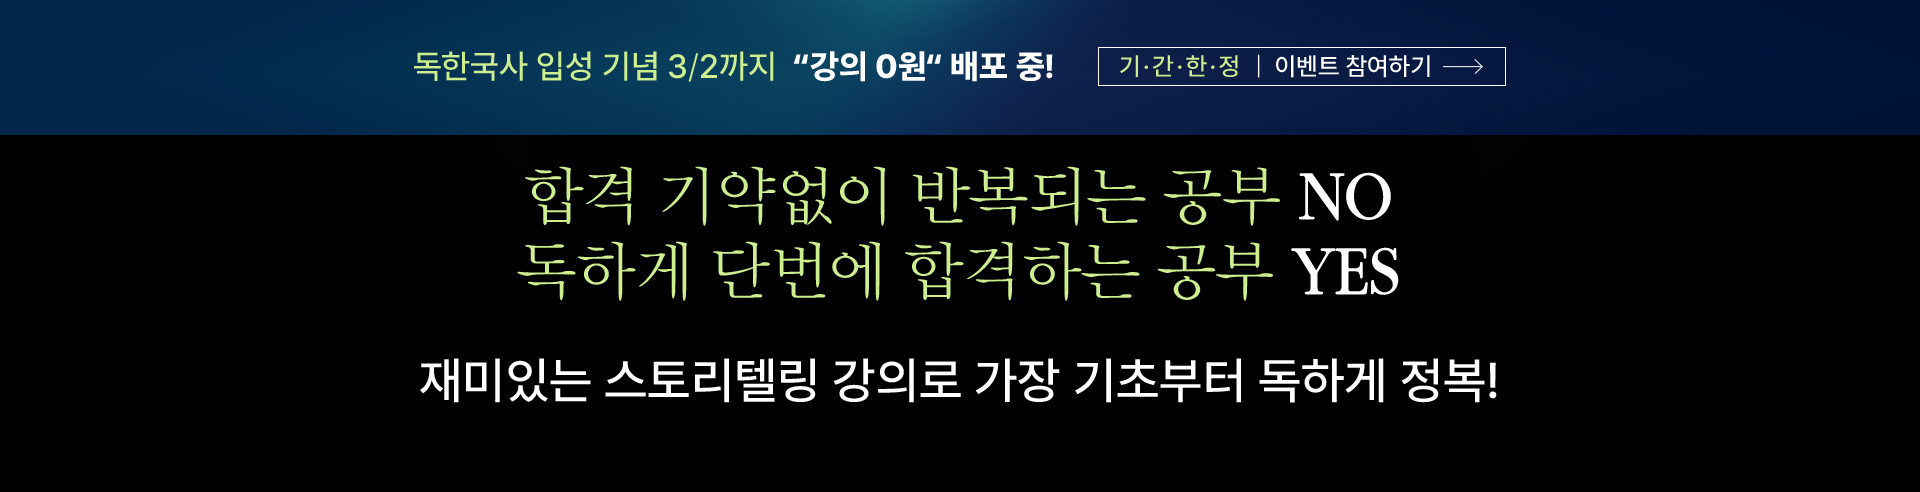 독한국사 입성 기념 3/2까지 “강의 0원“ 배포 중!
기·간·한·정 | 이벤트 참여하기 →
합격 기약없이 반복되는 공부 NO
독하게 단번에 합격하는 공부 YES
재미있는 스토리텔링 강의로 가장 기초부터 독하게 정복!